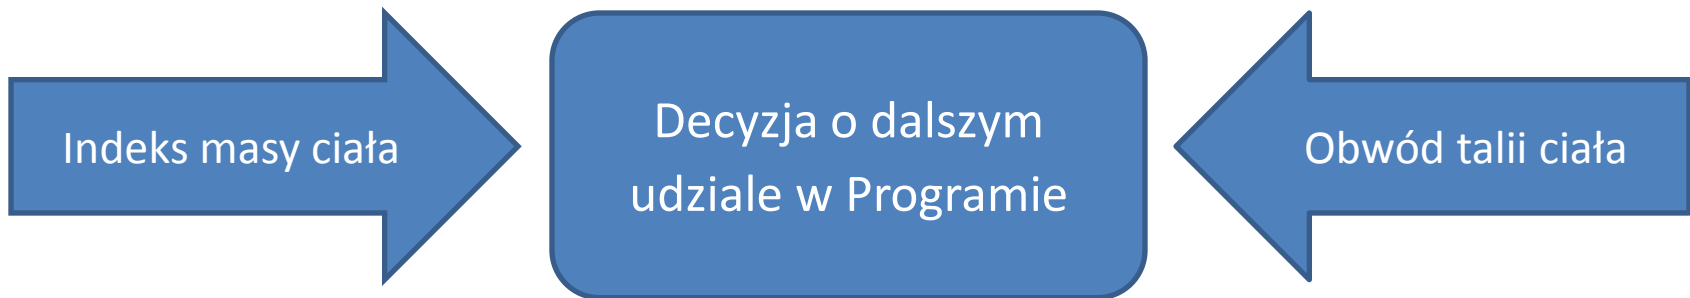 Indeks masy ciała
Decyzja o dalszym
udziale w Programie
Obwód talii ciała